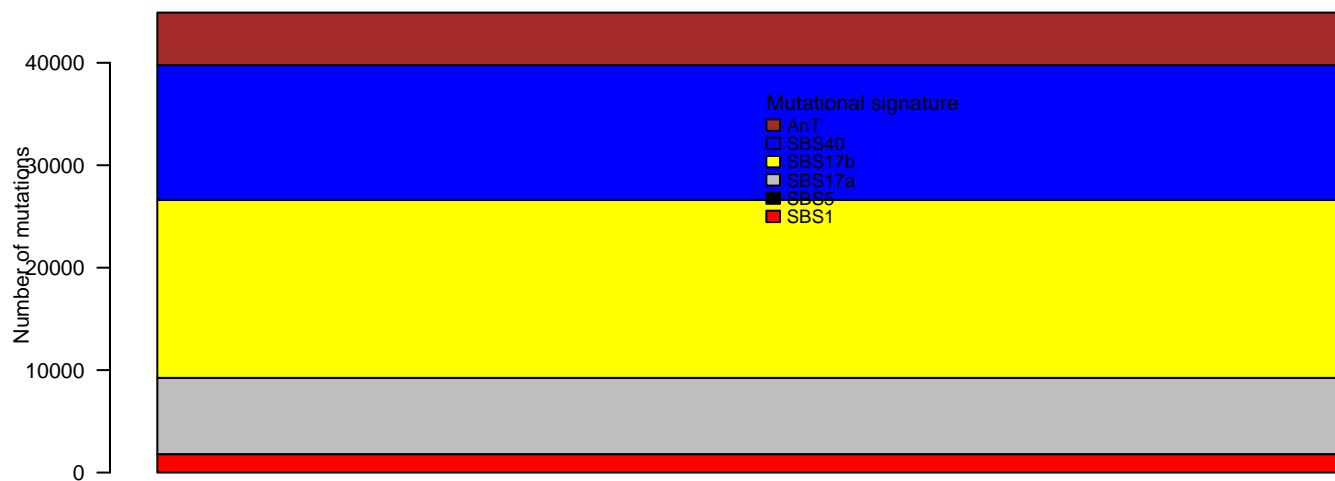 Number of mutations
40000
30000
20000
10000
0
Mutational signature
AnT
SBS40
SBS17b
SBS17a
SBS5
SBS1